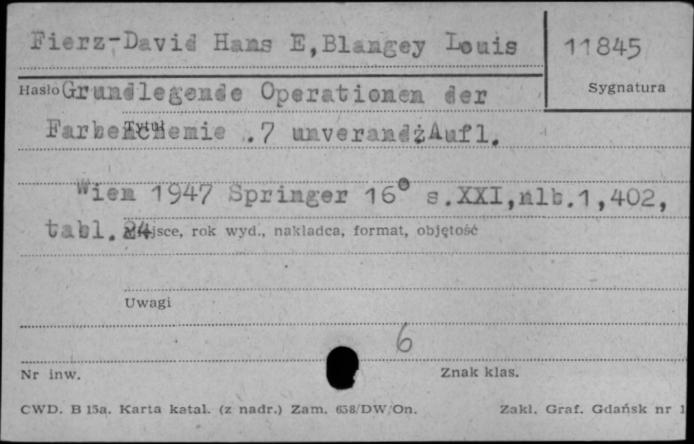 Fierz-David Hans E,Blangey Louis
11845
Sygnatura
Hasło Grundlegende Operationen der
Tytuł
Farbenchemie .7 unverandżAufl.
Wien 1947 Springer 16° s.XXI,nlb.1,402,
tabl.24
Miejsce, rok wyd., nakładca, format, objętość
Uwagi
6
Nr inw.
Znak klas.
CWD. B 15a. Karta katal. (z nadr.) Zam. 658/DW/On.
Zakł. Graf. Gdańsk nr 1